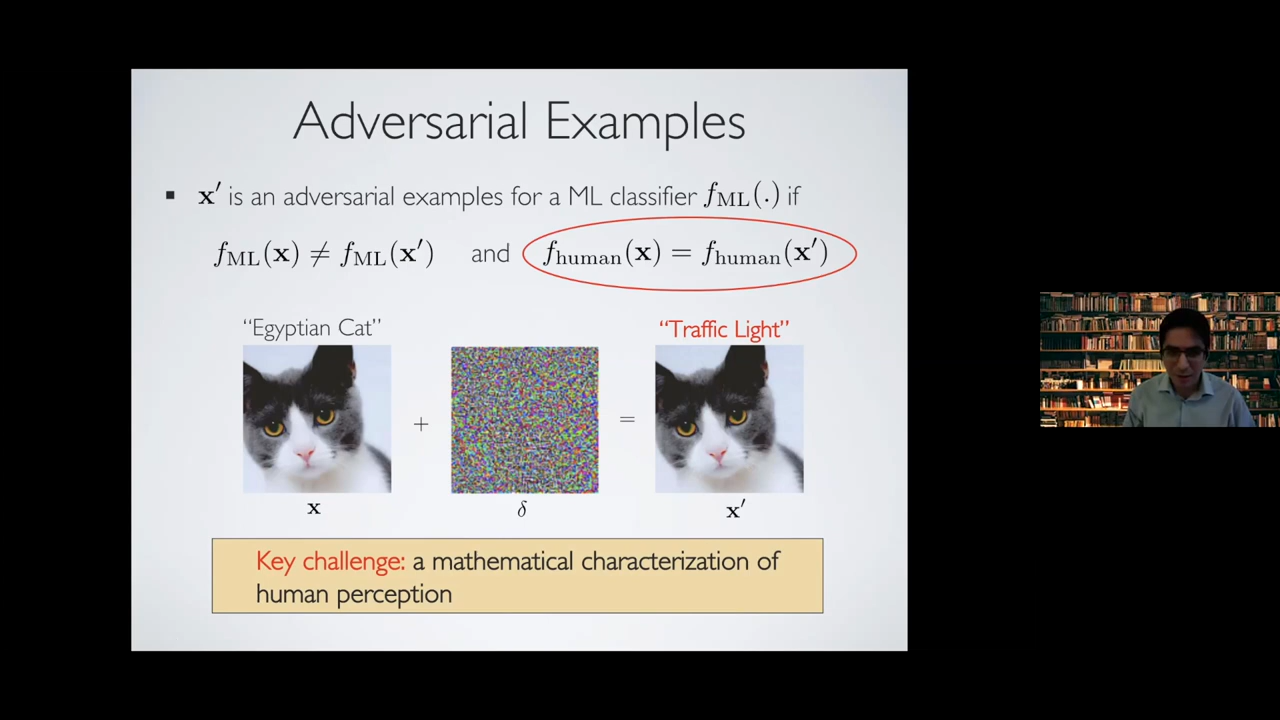 Adversarial Examples
▪ x′ is an adversarial examples for a ML classifier f_ML(.) if
f_ML(x) ≠ f_ML(x′) and f_human(x) = f_human(x′)
“Egyptian Cat” “Traffic Light”
+ =
x δ x′
Key challenge: a mathematical characterization of
human perception